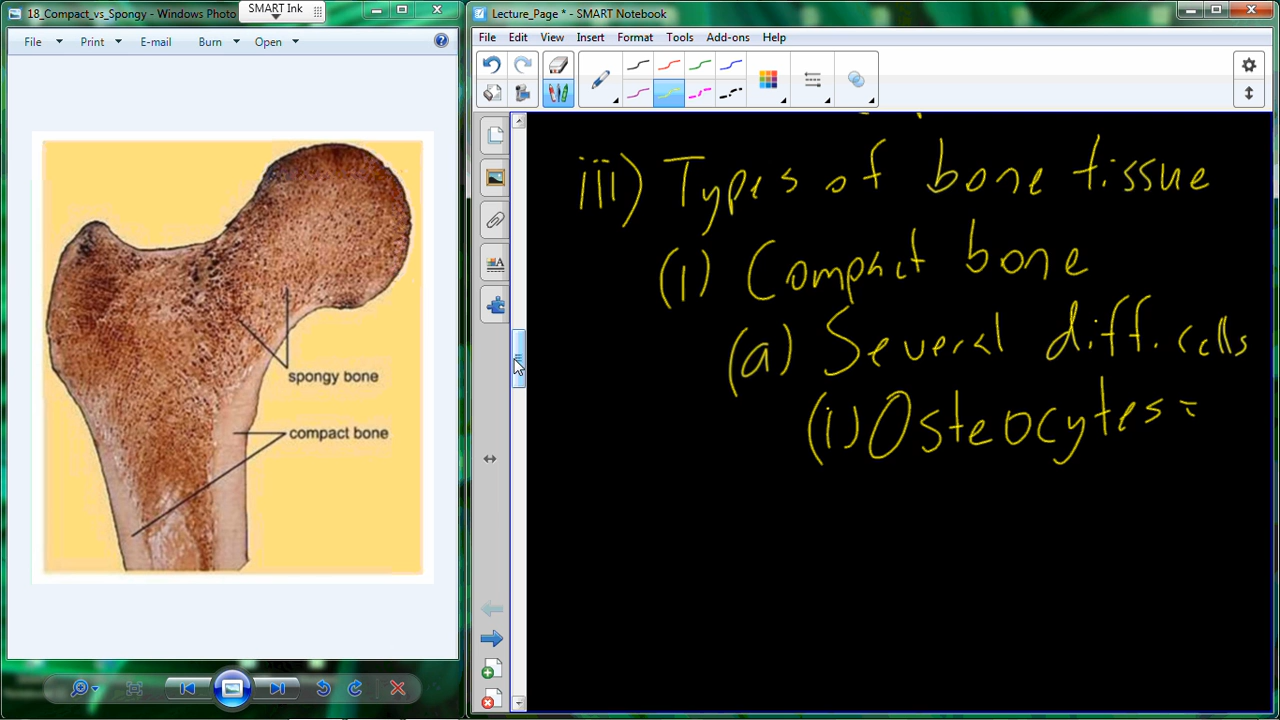 18_Compact_vs_Spongy - Windows Photo
SMART Ink
File Print E-mail Burn Open
spongy bone
compact bone
Lecture_Page * - SMART Notebook
File Edit View Insert Format Tools Add-ons Help
iii) Types of bone tissue
(1) Compact bone
(a) Several diff. cells
(i) Osteocytes =